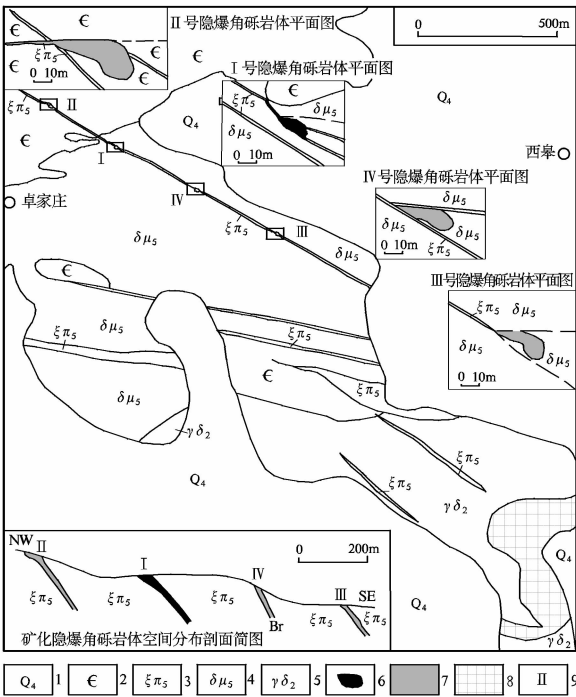 II号隐爆角砾岩体平面图
Є
Є
Є
Є
Є
ξπ₅
0 10m
0 500m
I号隐爆角砾岩体平面图
Є
Є
ξπ₅
δμ₅
δμ₅
0 10m
Q₄
Q₄
ξπ₅
II
Є
I
西皋
卓家庄
IV
ξπ₅
III
δμ₅
δμ₅
IV号隐爆角砾岩体平面图
δμ₅
δμ₅
δμ₅
ξπ₅
0 10m
III号隐爆角砾岩体平面图
ξπ₅
δμ₅
δμ₅
0 10m
Є
δμ₅
ξπ₅
ξπ₅
Є
ξπ₅
δμ₅
γδ₂
ξπ₅
ξπ₅
γδ₂
Q₄
Q₄
Q₄
γδ₂
NW
II
I
IV
III
SE
0 200m
ξπ₅
ξπ₅
ξπ₅
ξπ₅
ξπ₅
Br
矿化隐爆角砾岩体空间分布剖面简图
Q₄ 1 Є 2 ξπ₅ 3 δμ₅ 4 γδ₂ 5 6 7 8 II 9